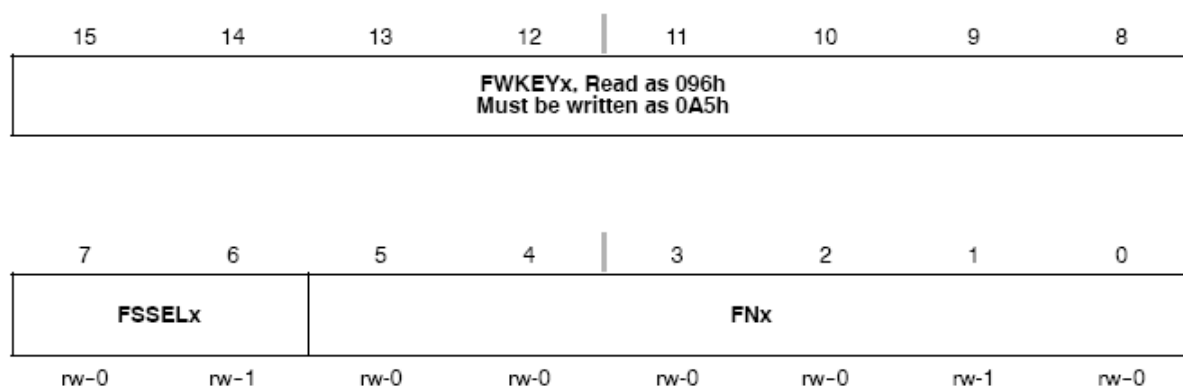 15 14 13 12 11 10 9 8
FWKEYx, Read as 096h
Must be written as 0A5h
7 6 5 4 3 2 1 0
FSSELx FNx
rw−0 rw−1 rw-0 rw-0 rw-0 rw-0 rw-1 rw−0